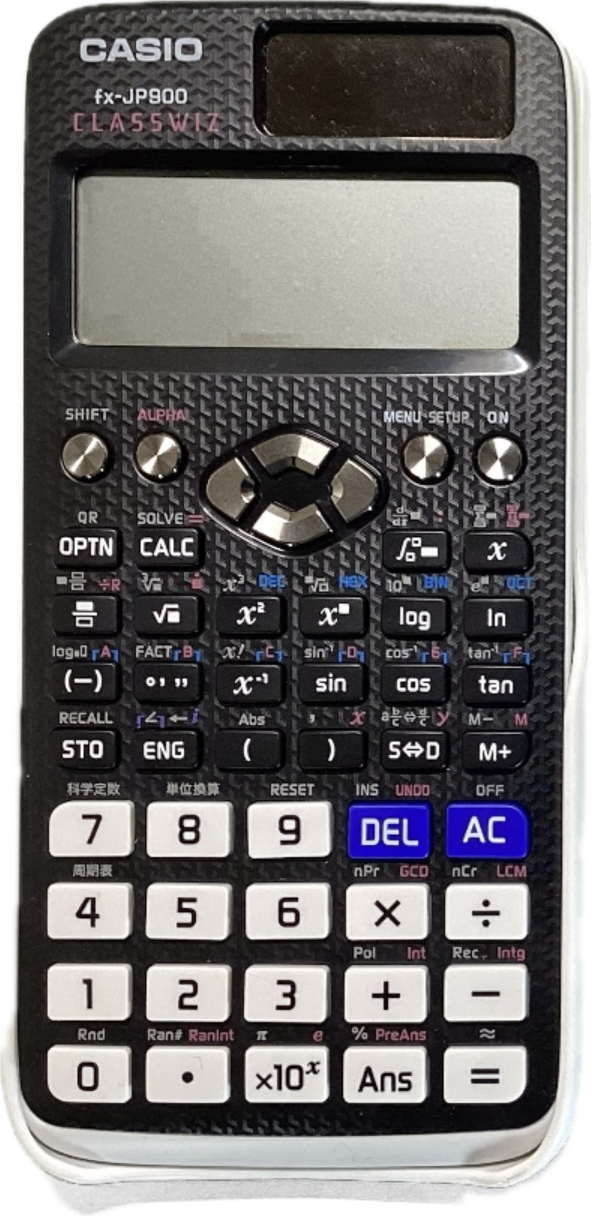 CASIO
fx-JP900
CLASSWIZ
SHIFT ALPHA MENU SETUP ON
QR SOLVE =
OPTN CALC x
÷R DEC HEX BIN OCT
√■ x² x■ log ln
A FACT B x! C sin⁻¹ D cos⁻¹ E tan⁻¹ F
(−) x⁻¹ sin cos tan
RECALL i Abs , x y M− M
STO ENG ( ) S⇔D M+
科学定数 単位換算 RESET INS UNDO OFF
7 8 9 DEL AC
周期表 nPr GCD nCr LCM
4 5 6 × ÷
Pol Int Rec Intg
1 2 3 + −
Rnd Ran# RanInt π e % PreAns ≈
0 • ×10ˣ Ans =